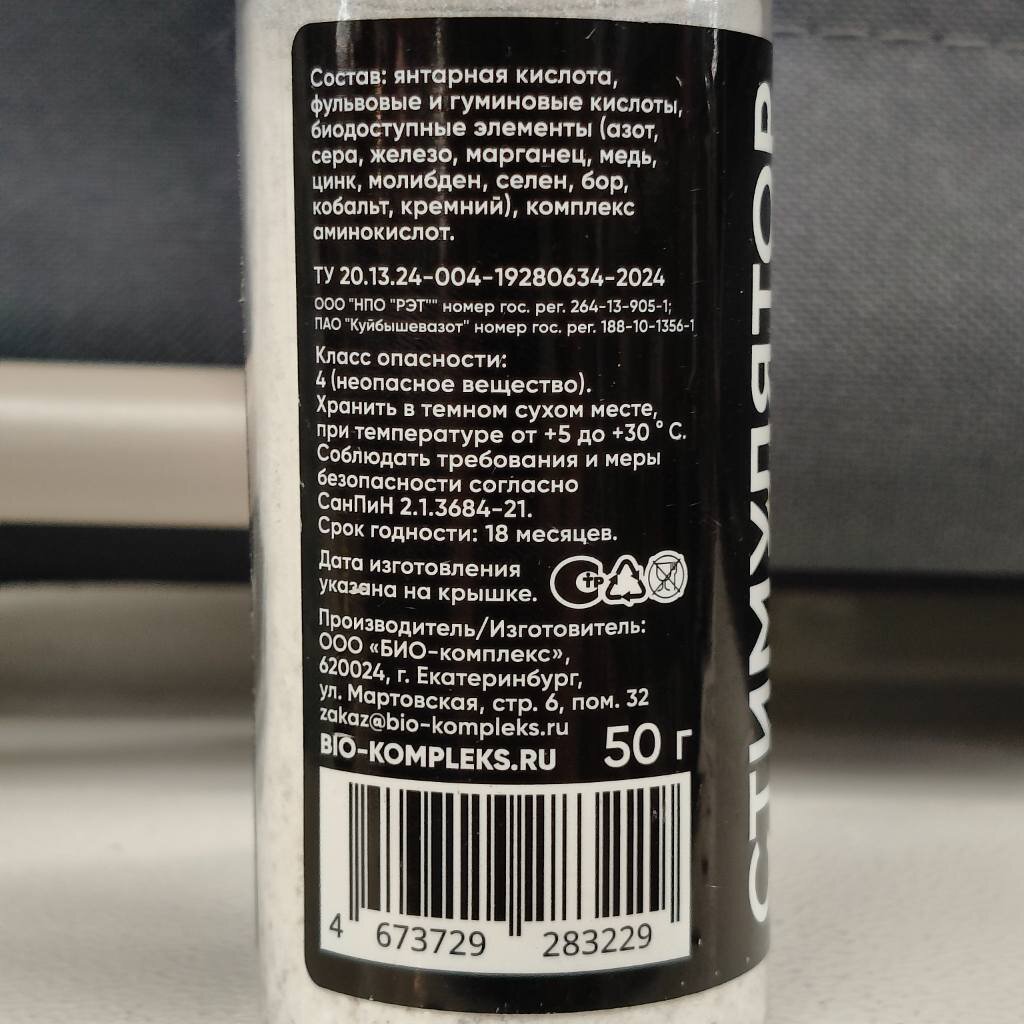 Состав: янтарная кислота,
фульвовые и гуминовые кислоты,
биодоступные элементы (азот,
сера, железо, марганец, медь,
цинк, молибден, селен, бор,
кобальт, кремний), комплекс
аминокислот.
ТУ 20.13.24-004-19280634-2024
ООО "НПО "РЭТ"" номер гос. рег. 264-13-905-1;
ПАО "Куйбышевазот" номер гос. рег. 188-10-1356-1
Класс опасности:
4 (неопасное вещество).
Хранить в темном сухом месте,
при температуре от +5 до +30 ° С.
Соблюдать требования и меры
безопасности согласно
СанПиН 2.1.3684-21.
Срок годности: 18 месяцев.
Дата изготовления
указана на крышке.
Производитель/Изготовитель:
ООО «БИО-комплекс»,
620024, г. Екатеринбург,
ул. Мартовская, стр. 6, пом. 32
zakaz@bio-kompleks.ru
BIO-KOMPLEKS.RU
50 г
4 673729 283229
СТИМУЛЯТОР